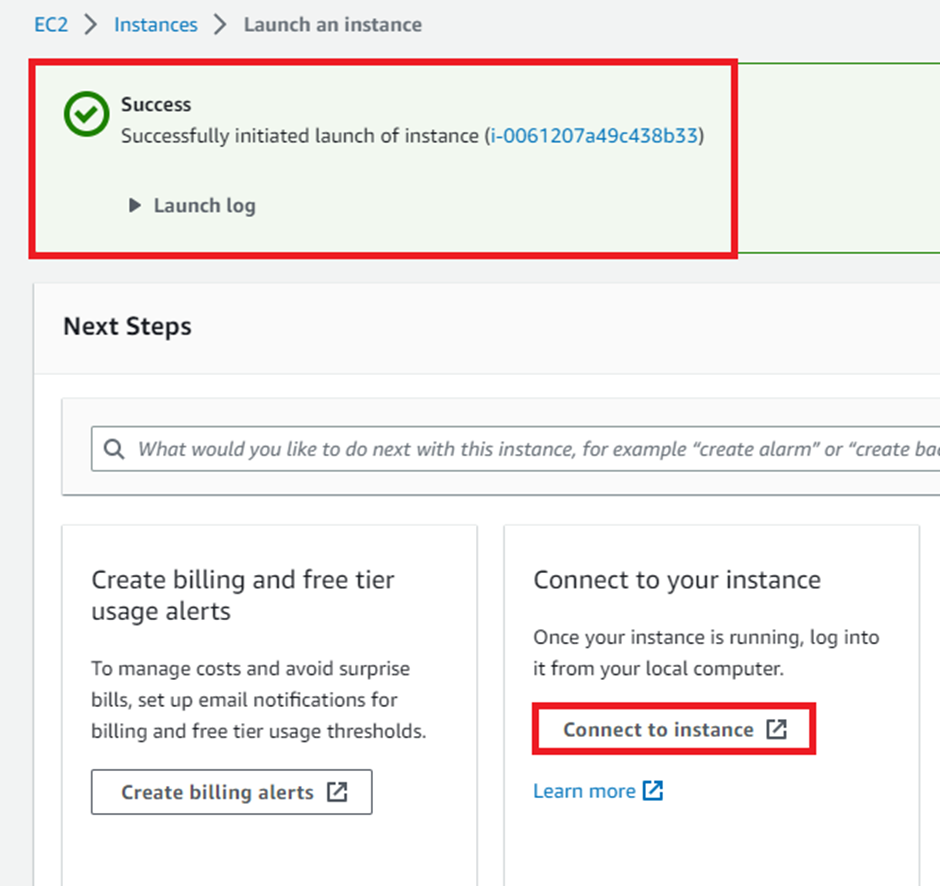 EC2 > Instances > Launch an instance
Success
Successfully initiated launch of instance (i-0061207a49c438b33)
Launch log
Next Steps
What would you like to do next with this instance, for example “create alarm” or “create bac
Create billing and free tier
usage alerts
To manage costs and avoid surprise
bills, set up email notifications for
billing and free tier usage thresholds.
Create billing alerts
Connect to your instance
Once your instance is running, log into
it from your local computer.
Connect to instance
Learn more